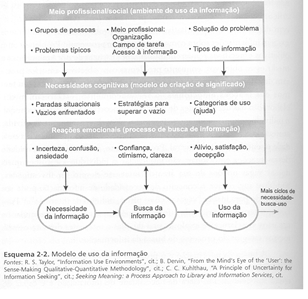 Meio profissional/social (ambiente de uso da informação)
• Grupos de pessoas
• Problemas típicos
• Meio profissional:
Organização
Campo de tarefa
Acesso à informação
• Solução do problema
• Tipos de informação
Necessidades cognitivas (modelo de criação de significado)
• Paradas situacionais
• Vazios enfrentados
• Estratégias para
superar o vazio
• Categorias de uso
(ajuda)
Reações emocionais (processo de busca de informação)
• Incerteza, confusão,
ansiedade
• Confiança,
otimismo, clareza
• Alívio, satisfação,
decepção
Necessidade
da informação
Busca da
informação
Uso da
informação
Mais ciclos de
necessidade-
busca-uso
Esquema 2-2. Modelo de uso da informação
Fontes: R. S. Taylor, "Information Use Environments", cit.; B. Dervin, "From the Mind's Eye of the 'User': the
Sense-Making Qualitative-Quantitative Methodology", cit.; C. C. Kuhlthau, "A Principle of Uncertainty for
Information Seeking", cit.; Seeking Meaning: a Process Approach to Library and Information Services, cit.